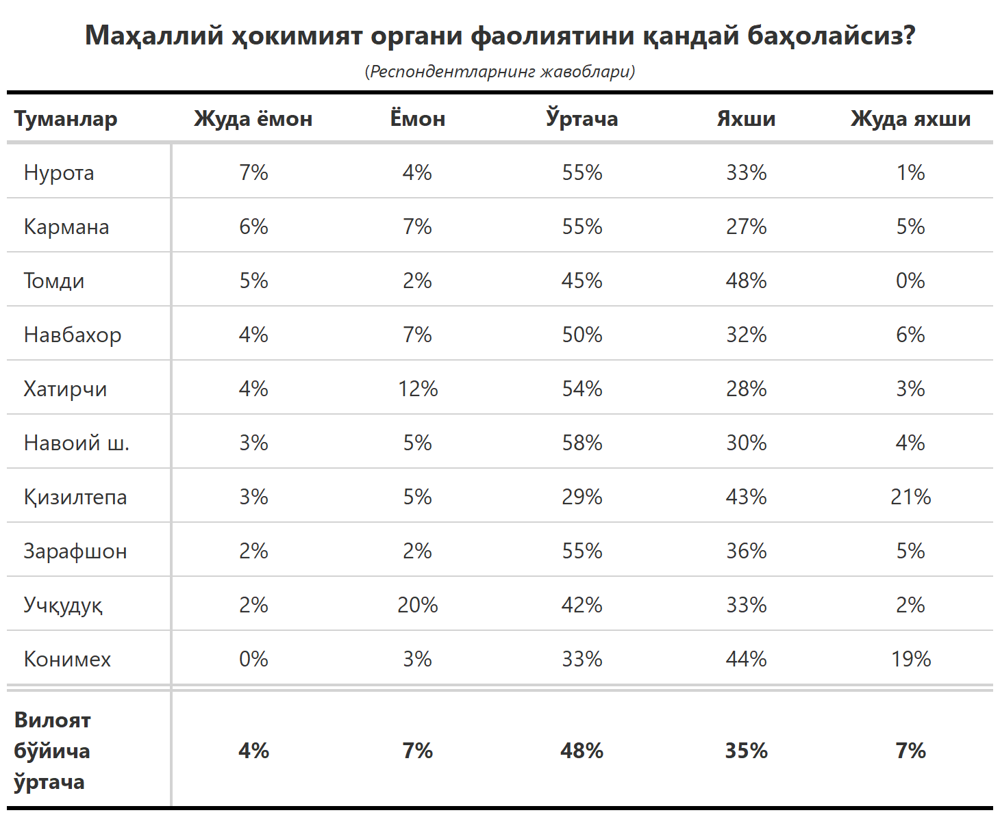 Маҳаллий ҳокимият органи фаолиятини қандай баҳолайсиз?
(Респондентларнинг жавоблари)
Туманлар Жуда ёмон Ёмон Ўртача Яхши Жуда яхши
Нурота 7% 4% 55% 33% 1%
Кармана 6% 7% 55% 27% 5%
Томди 5% 2% 45% 48% 0%
Навбахор 4% 7% 50% 32% 6%
Хатирчи 4% 12% 54% 28% 3%
Навоий ш. 3% 5% 58% 30% 4%
Қизилтепа 3% 5% 29% 43% 21%
Зарафшон 2% 2% 55% 36% 5%
Учқудуқ 2% 20% 42% 33% 2%
Конимех 0% 3% 33% 44% 19%
Вилоят
бўйича 4% 7% 48% 35% 7%
ўртача